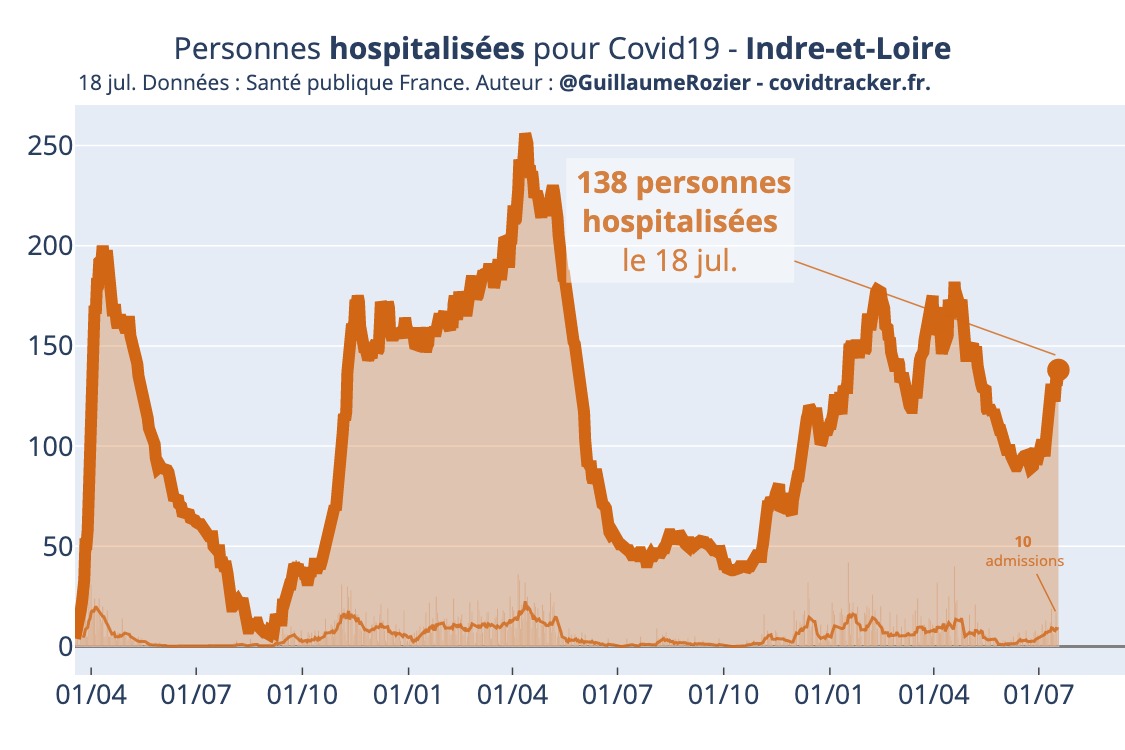 Personnes hospitalisées pour Covid19 - Indre-et-Loire
18 jul. Données : Santé publique France. Auteur : @GuillaumeRozier - covidtracker.fr.
250
138 personnes
hospitalisées
le 18 jul.
200
150
100
50
10
admissions
0
01/04 01/07 01/10 01/01 01/04 01/07 01/10 01/01 01/04 01/07